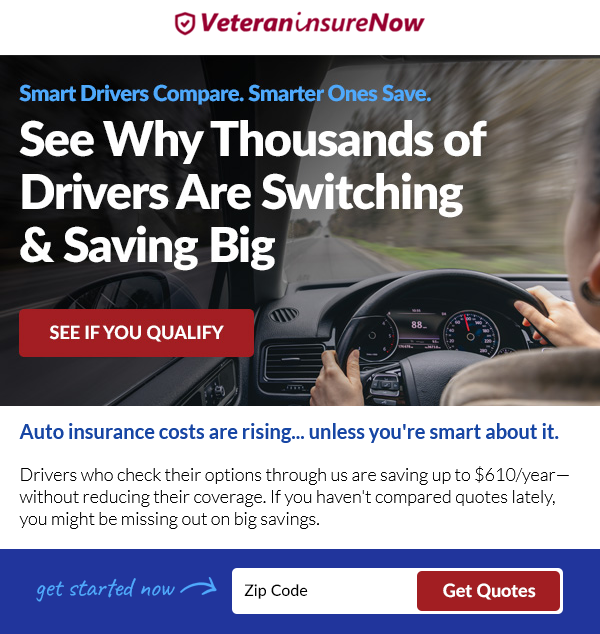 VeteraninsureNow
Smart Drivers Compare. Smarter Ones Save.
See Why Thousands of
Drivers Are Switching
& Saving Big
88
SEE IF YOU QUALIFY
Auto insurance costs are rising... unless you're smart about it.
Drivers who check their options through us are saving up to $610/year—
without reducing their coverage. If you haven't compared quotes lately,
you might be missing out on big savings.
get started now
Zip Code
Get Quotes